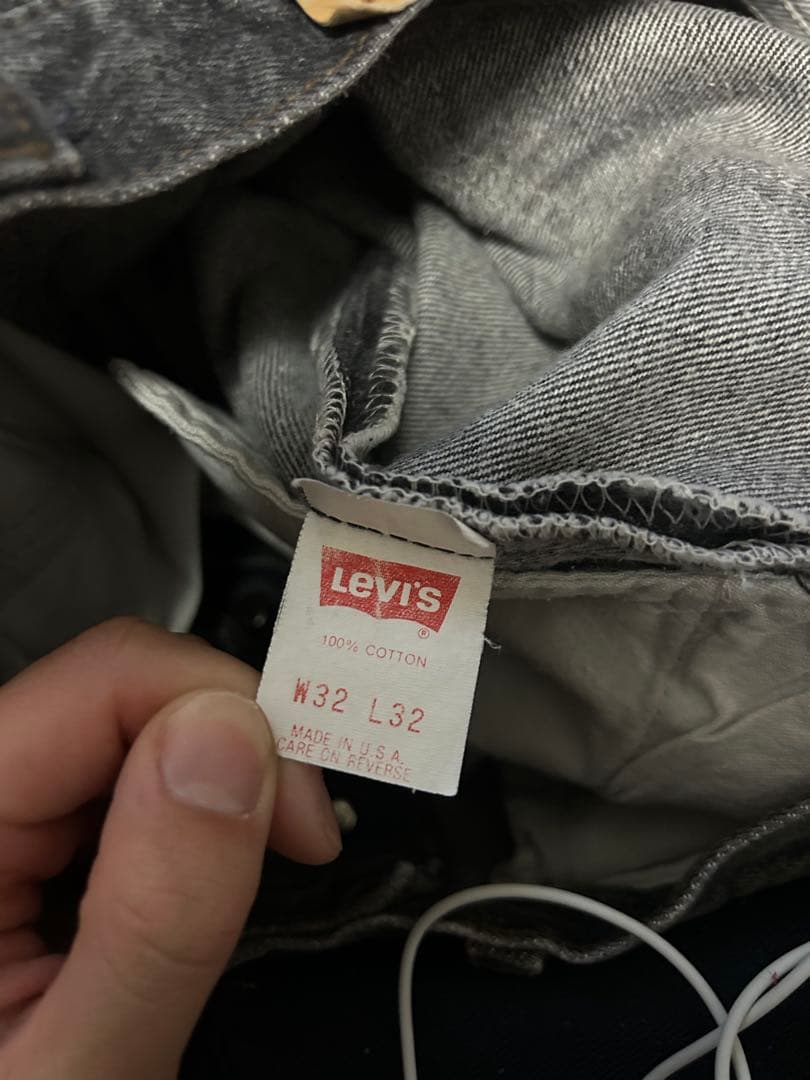 Levi's
®
100% COTTON
W32 L32
MADE IN U.S.A.
CARE ON REVERSE